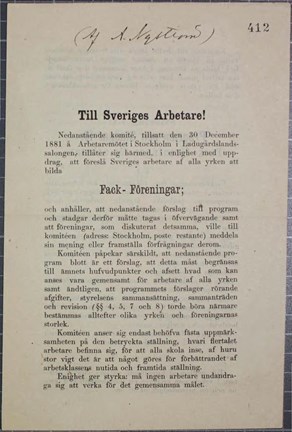 412
(Af A. Nyström)
Till Sveriges Arbetare!
Nedanstående komité, tillsatt den 30 December
1881 å Arbetaremötet i Stockholm i Ladugårdslands-
salongen, tillåter sig härmed, i enlighet med upp-
drag, att föreslå Sveriges arbetare af alla yrken att
bilda
Fack-Föreningar;
och anhåller, att nedanstående förslag till program
och stadgar derför måtte tagas i öfvervägande samt
att föreningar, som diskuterat detsamma, ville till
komitéen (adress Stockholm, poste restante) meddela
sin mening eller framställa förfrågningar derom.
Komitéen påpekar särskildt, att nedanstående pro-
gram blott är ett förslag, att detta måst begränsas
till ämnets hufvudpunkter och afsett hvad som kan
anses vara gemensamt för arbetare af alla yrken
samt ändtligen, att programmets förslager rörande
afgifter, styrelsens sammansättning, sammanträden
och revision (§§ 4, 5, 7 och 8) torde böra närmare
bestämmas alltefter olika yrken och föreningarnas
storlek.
Komitéen anser sig endast behöfva fästa uppmärk-
samheten på den betryckta ställning, hvari flertalet
arbetare befinna sig, för att alla skola inse, af huru
stor vigt det är att något göres för förbättrandet af
arbetsklassens nutida och framtida ställning.
Enighet ger styrka: må ingen arbetare undandra-
ga sig att verka för det gemensamma målet.